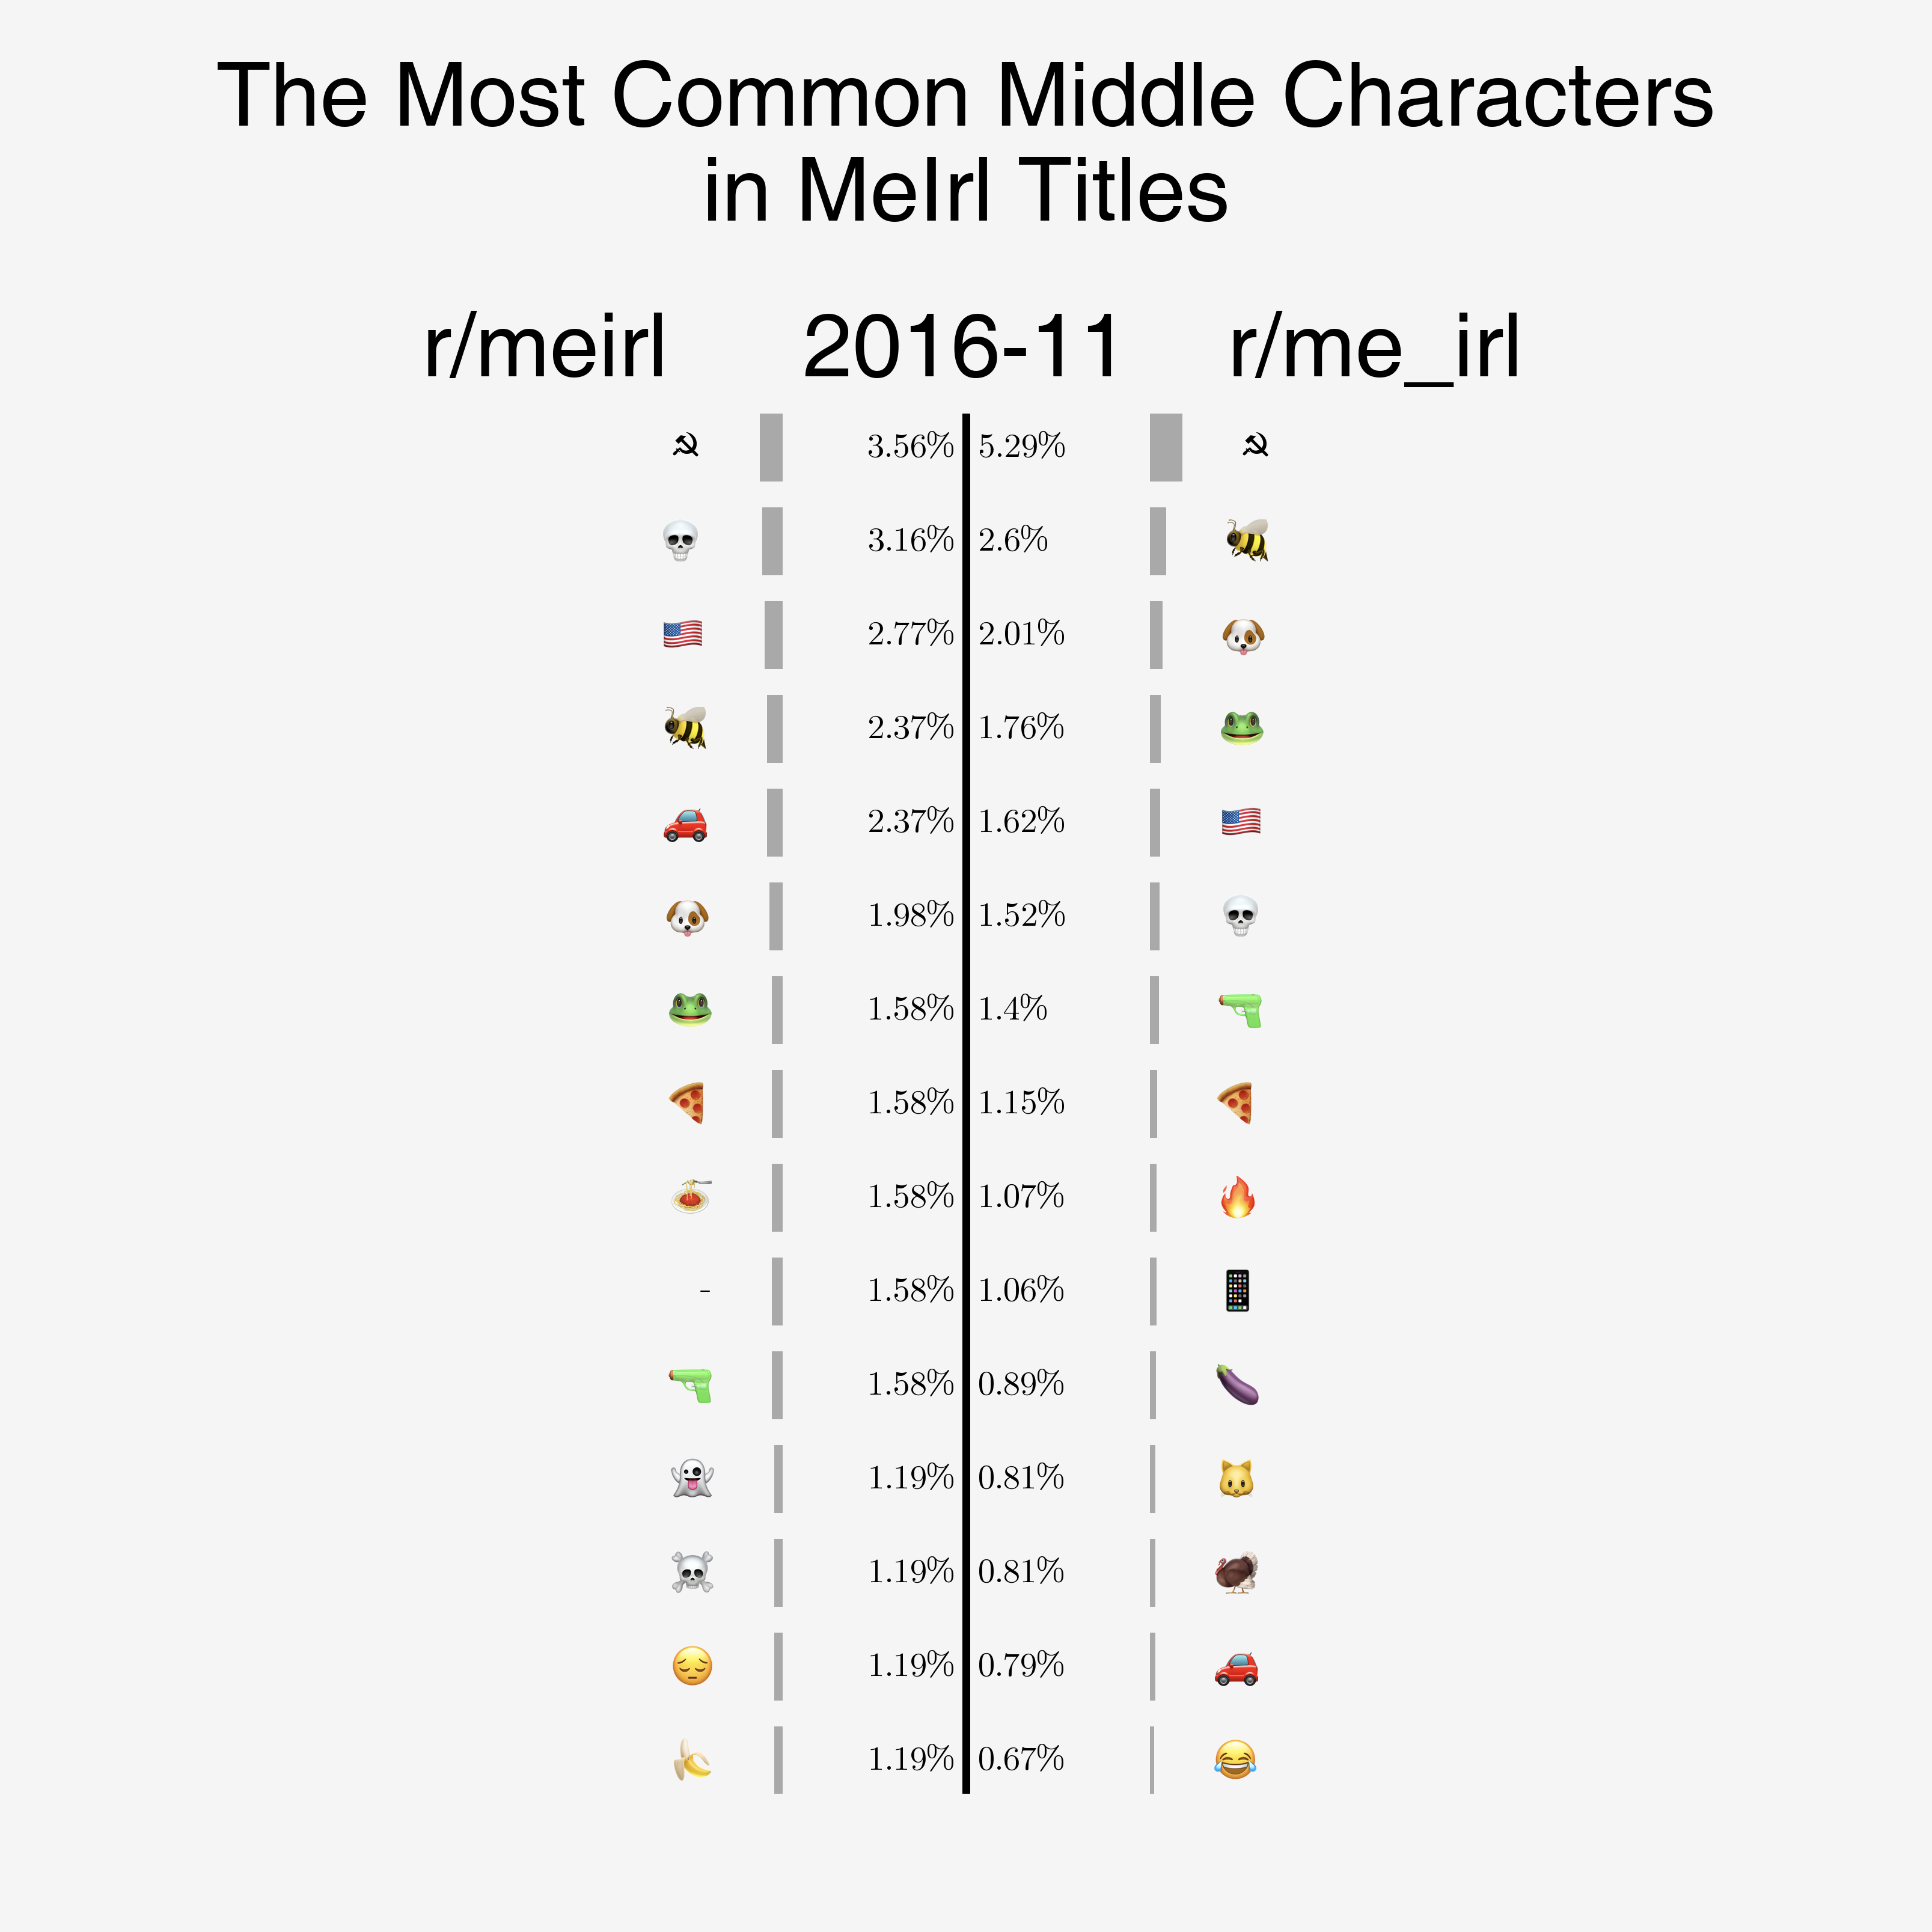 The Most Common Middle Characters
in MeIrl Titles
r/meirl 2016-11 r/me_irl
☭ 3.56% 5.29% ☭
💀 3.16% 2.6% 🐝
🇺🇸 2.77% 2.01% 🐶
🐝 2.37% 1.76% 🐸
🚗 2.37% 1.62% 🇺🇸
🐶 1.98% 1.52% 💀
🐸 1.58% 1.4% 🔫
🍕 1.58% 1.15% 🍕
🍝 1.58% 1.07% 🔥
- 1.58% 1.06% 📱
🔫 1.58% 0.89% 🍆
👻 1.19% 0.81% 🐱
☠️ 1.19% 0.81% 🦃
😔 1.19% 0.79% 🚗
🍌 1.19% 0.67% 😂